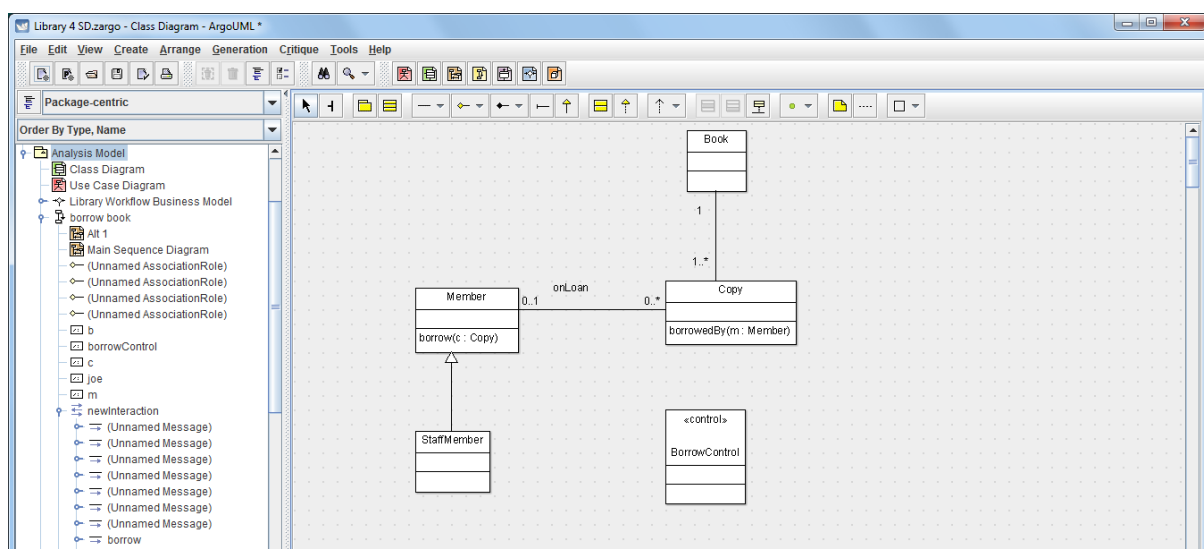 Library 4 SD.zargo - Class Diagram - ArgoUML *
File Edit View Create Arrange Generation Critique Tools Help
Package-centric
Order By Type, Name
Analysis Model
Class Diagram
Use Case Diagram
Library Workflow Business Model
borrow book
Alt 1
Main Sequence Diagram
(Unnamed AssociationRole)
(Unnamed AssociationRole)
(Unnamed AssociationRole)
(Unnamed AssociationRole)
b
borrowControl
c
joe
m
newInteraction
(Unnamed Message)
(Unnamed Message)
(Unnamed Message)
(Unnamed Message)
(Unnamed Message)
(Unnamed Message)
(Unnamed Message)
borrow
Book
1
1..*
onLoan
Member
0..1
0..*
Copy
borrow(c : Copy)
borrowedBy(m : Member)
StaffMember
«control»
BorrowControl